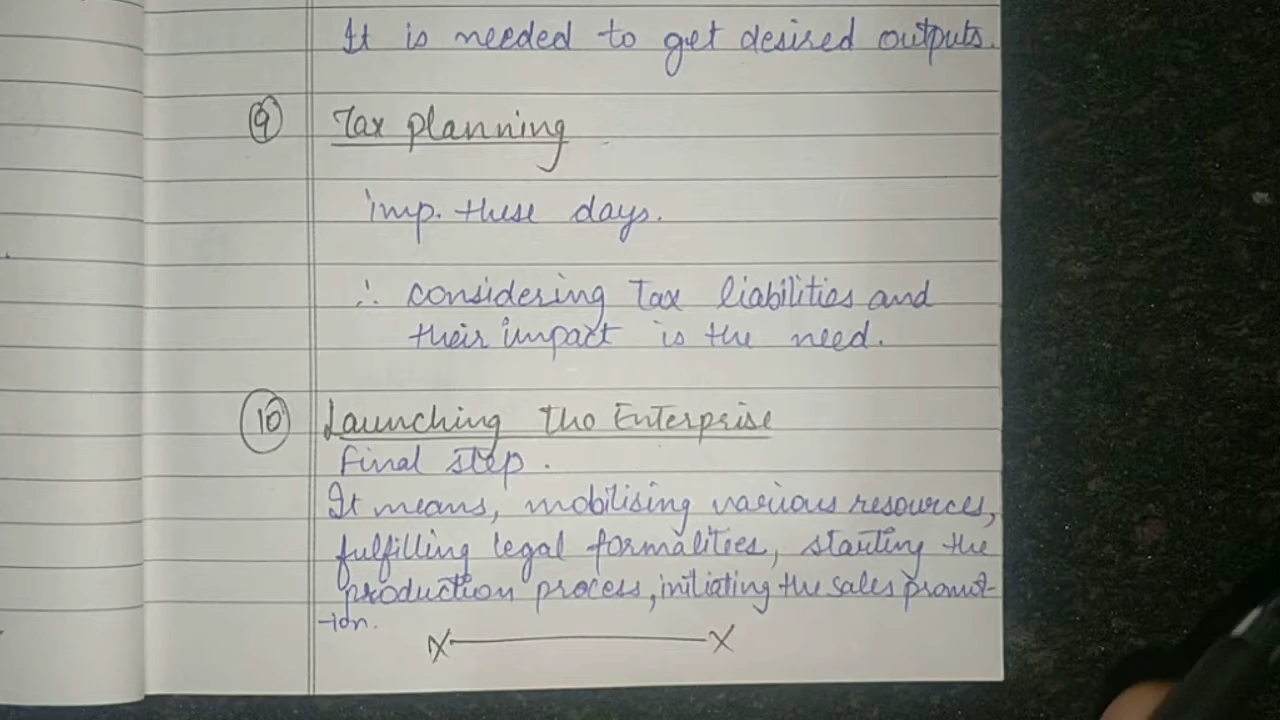 It is needed to get desired outputs.
⑨ Tax planning
imp. these days.
∴ considering Tax liabilities and
their impact is the need.
⑩ Launching The Enterprise
Final step.
It means, mobilising various resources,
fulfilling legal formalities, starting the
production process, initiating the sales promot-
-ion.
X———X